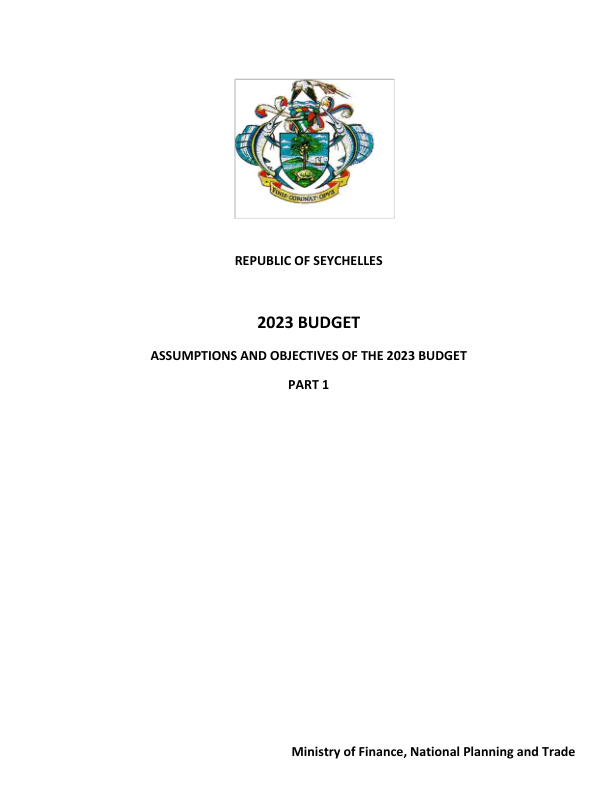 FINIS CORONAT OPUS
REPUBLIC OF SEYCHELLES
2023 BUDGET
ASSUMPTIONS AND OBJECTIVES OF THE 2023 BUDGET
PART 1
Ministry of Finance, National Planning and Trade